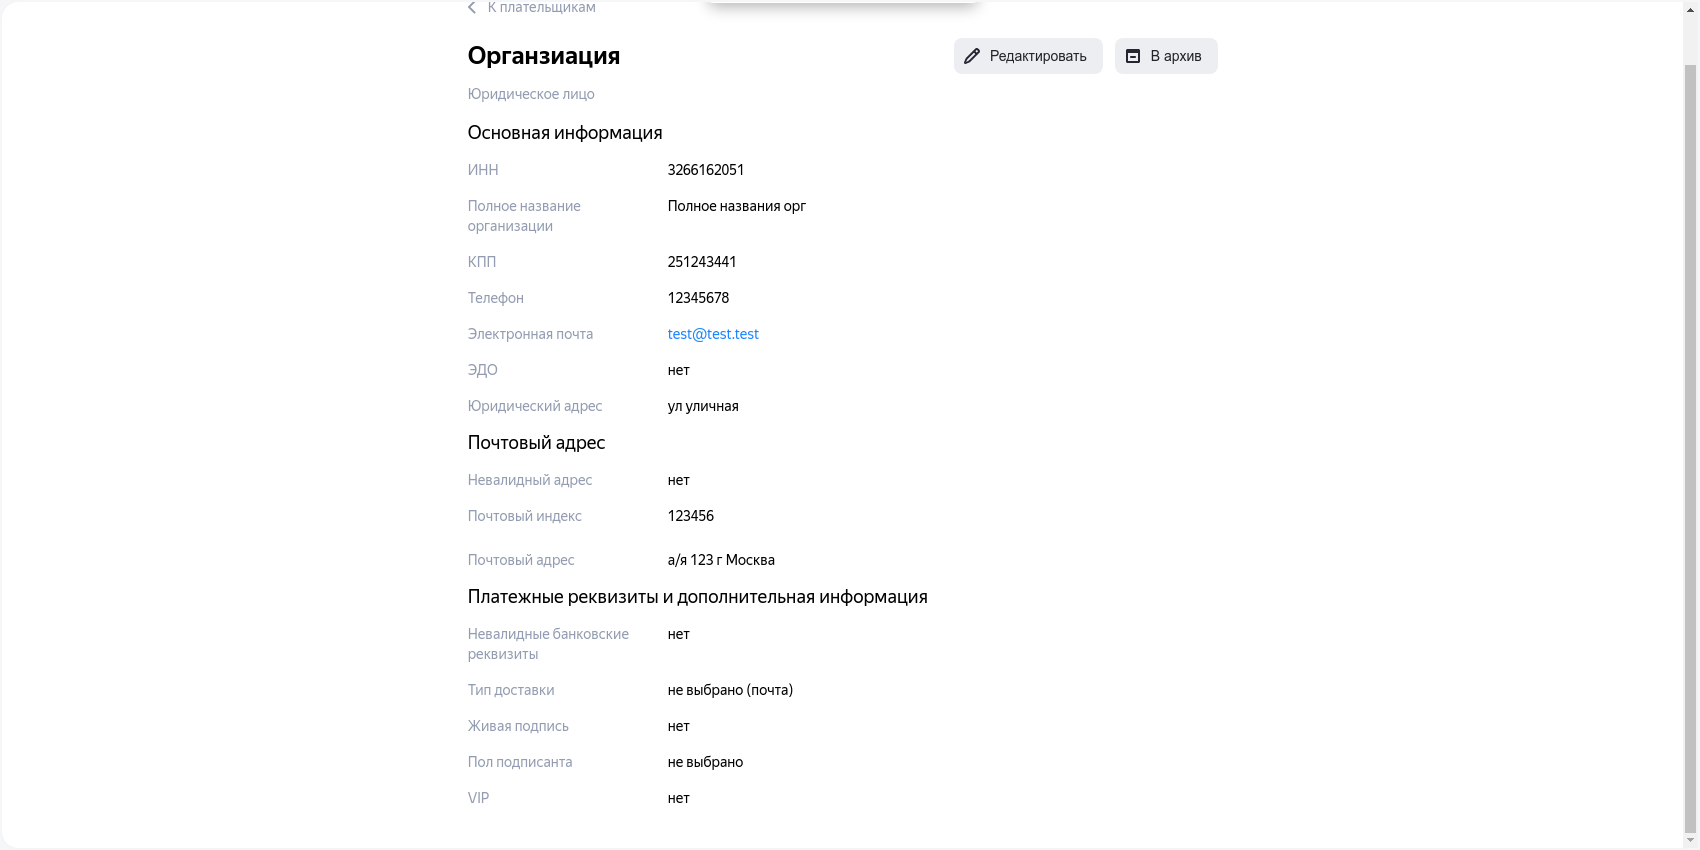 К плательщикам
Органзиация
Редактировать
В архив
Юридическое лицо
Основная информация
ИНН 3266162051
Полное название Полное названия орг
организации
КПП 251243441
Телефон 12345678
Электронная почта test@test.test
ЭДО нет
Юридический адрес ул уличная
Почтовый адрес
Невалидный адрес нет
Почтовый индекс 123456
Почтовый адрес а/я 123 г Москва
Платежные реквизиты и дополнительная информация
Невалидные банковские нет
реквизиты
Тип доставки не выбрано (почта)
Живая подпись нет
Пол подписанта не выбрано
VIP нет